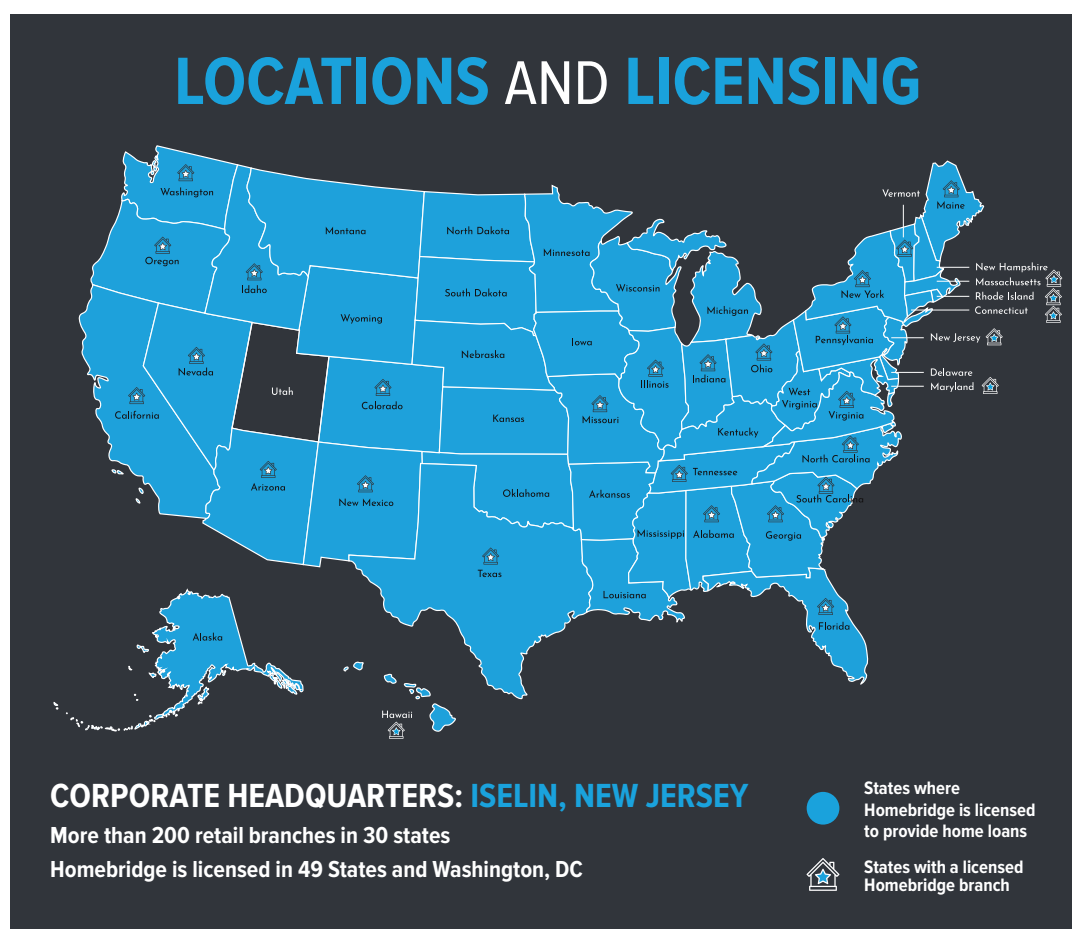 LOCATIONS AND LICENSING
Vermont
Washington
Maine
Montana
North Dakota
Minnesota
Oregon
New Hampshire
Massachusetts
Idaho
Wisconsin
South Dakota
New York
Rhode Island
Michigan
Connecticut
Wyoming
New Jersey
Pennsylvania
Iowa
Nebraska
Nevada
Ohio
Delaware
Indiana
Illinois
Maryland
Utah
West
Virginia
Colorado
California
Virginia
Kansas
Missouri
Kentucky
North Carolina
Tennessee
Arizona
Oklahoma
Arkansas
South Carolina
New Mexico
Mississippi
Alabama
Georgia
Texas
Louisiana
Florida
Alaska
Hawaii
CORPORATE HEADQUARTERS: ISELIN, NEW JERSEY
More than 200 retail branches in 30 states
Homebridge is licensed in 49 States and Washington, DC
States where
Homebridge is licensed
to provide home loans
States with a licensed
Homebridge branch